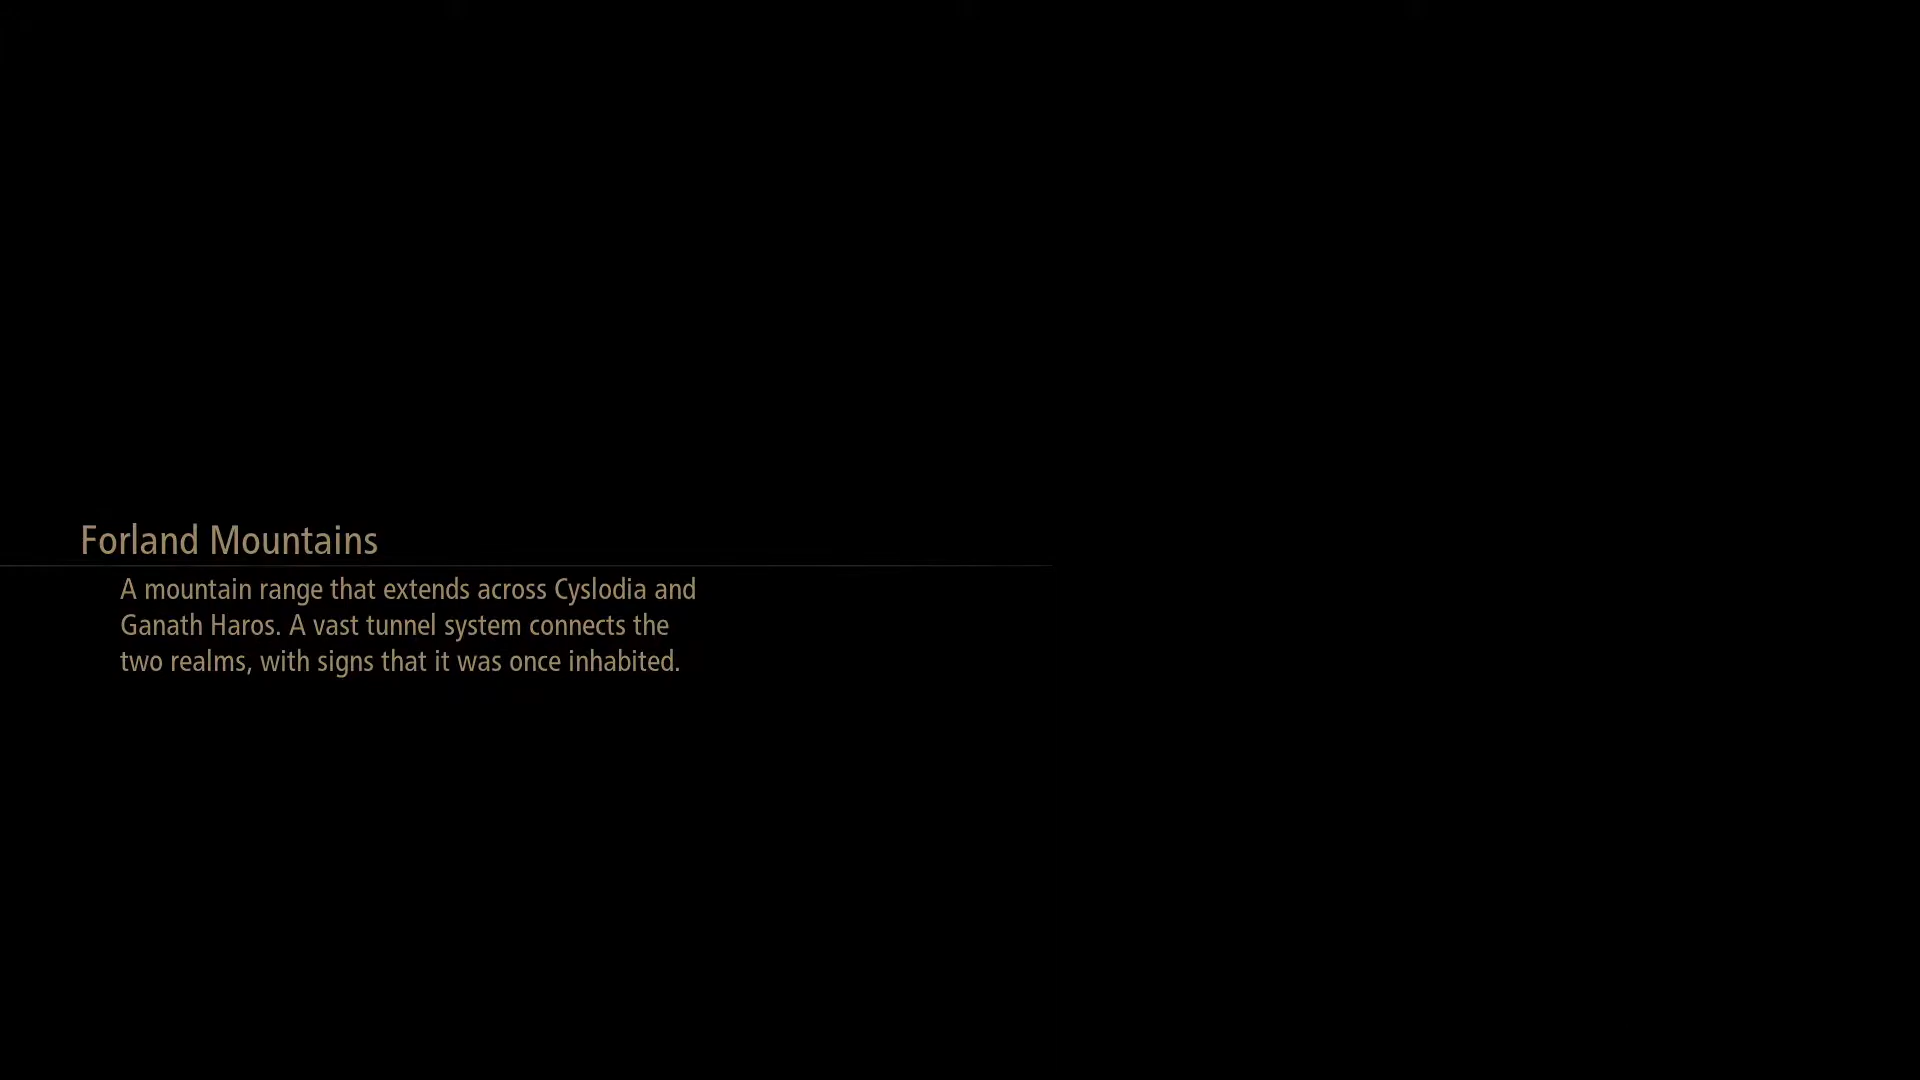 Forland Mountains
A mountain range that extends across Cyslodia and
Ganath Haros. A vast tunnel system connects the
two realms, with signs that it was once inhabited.